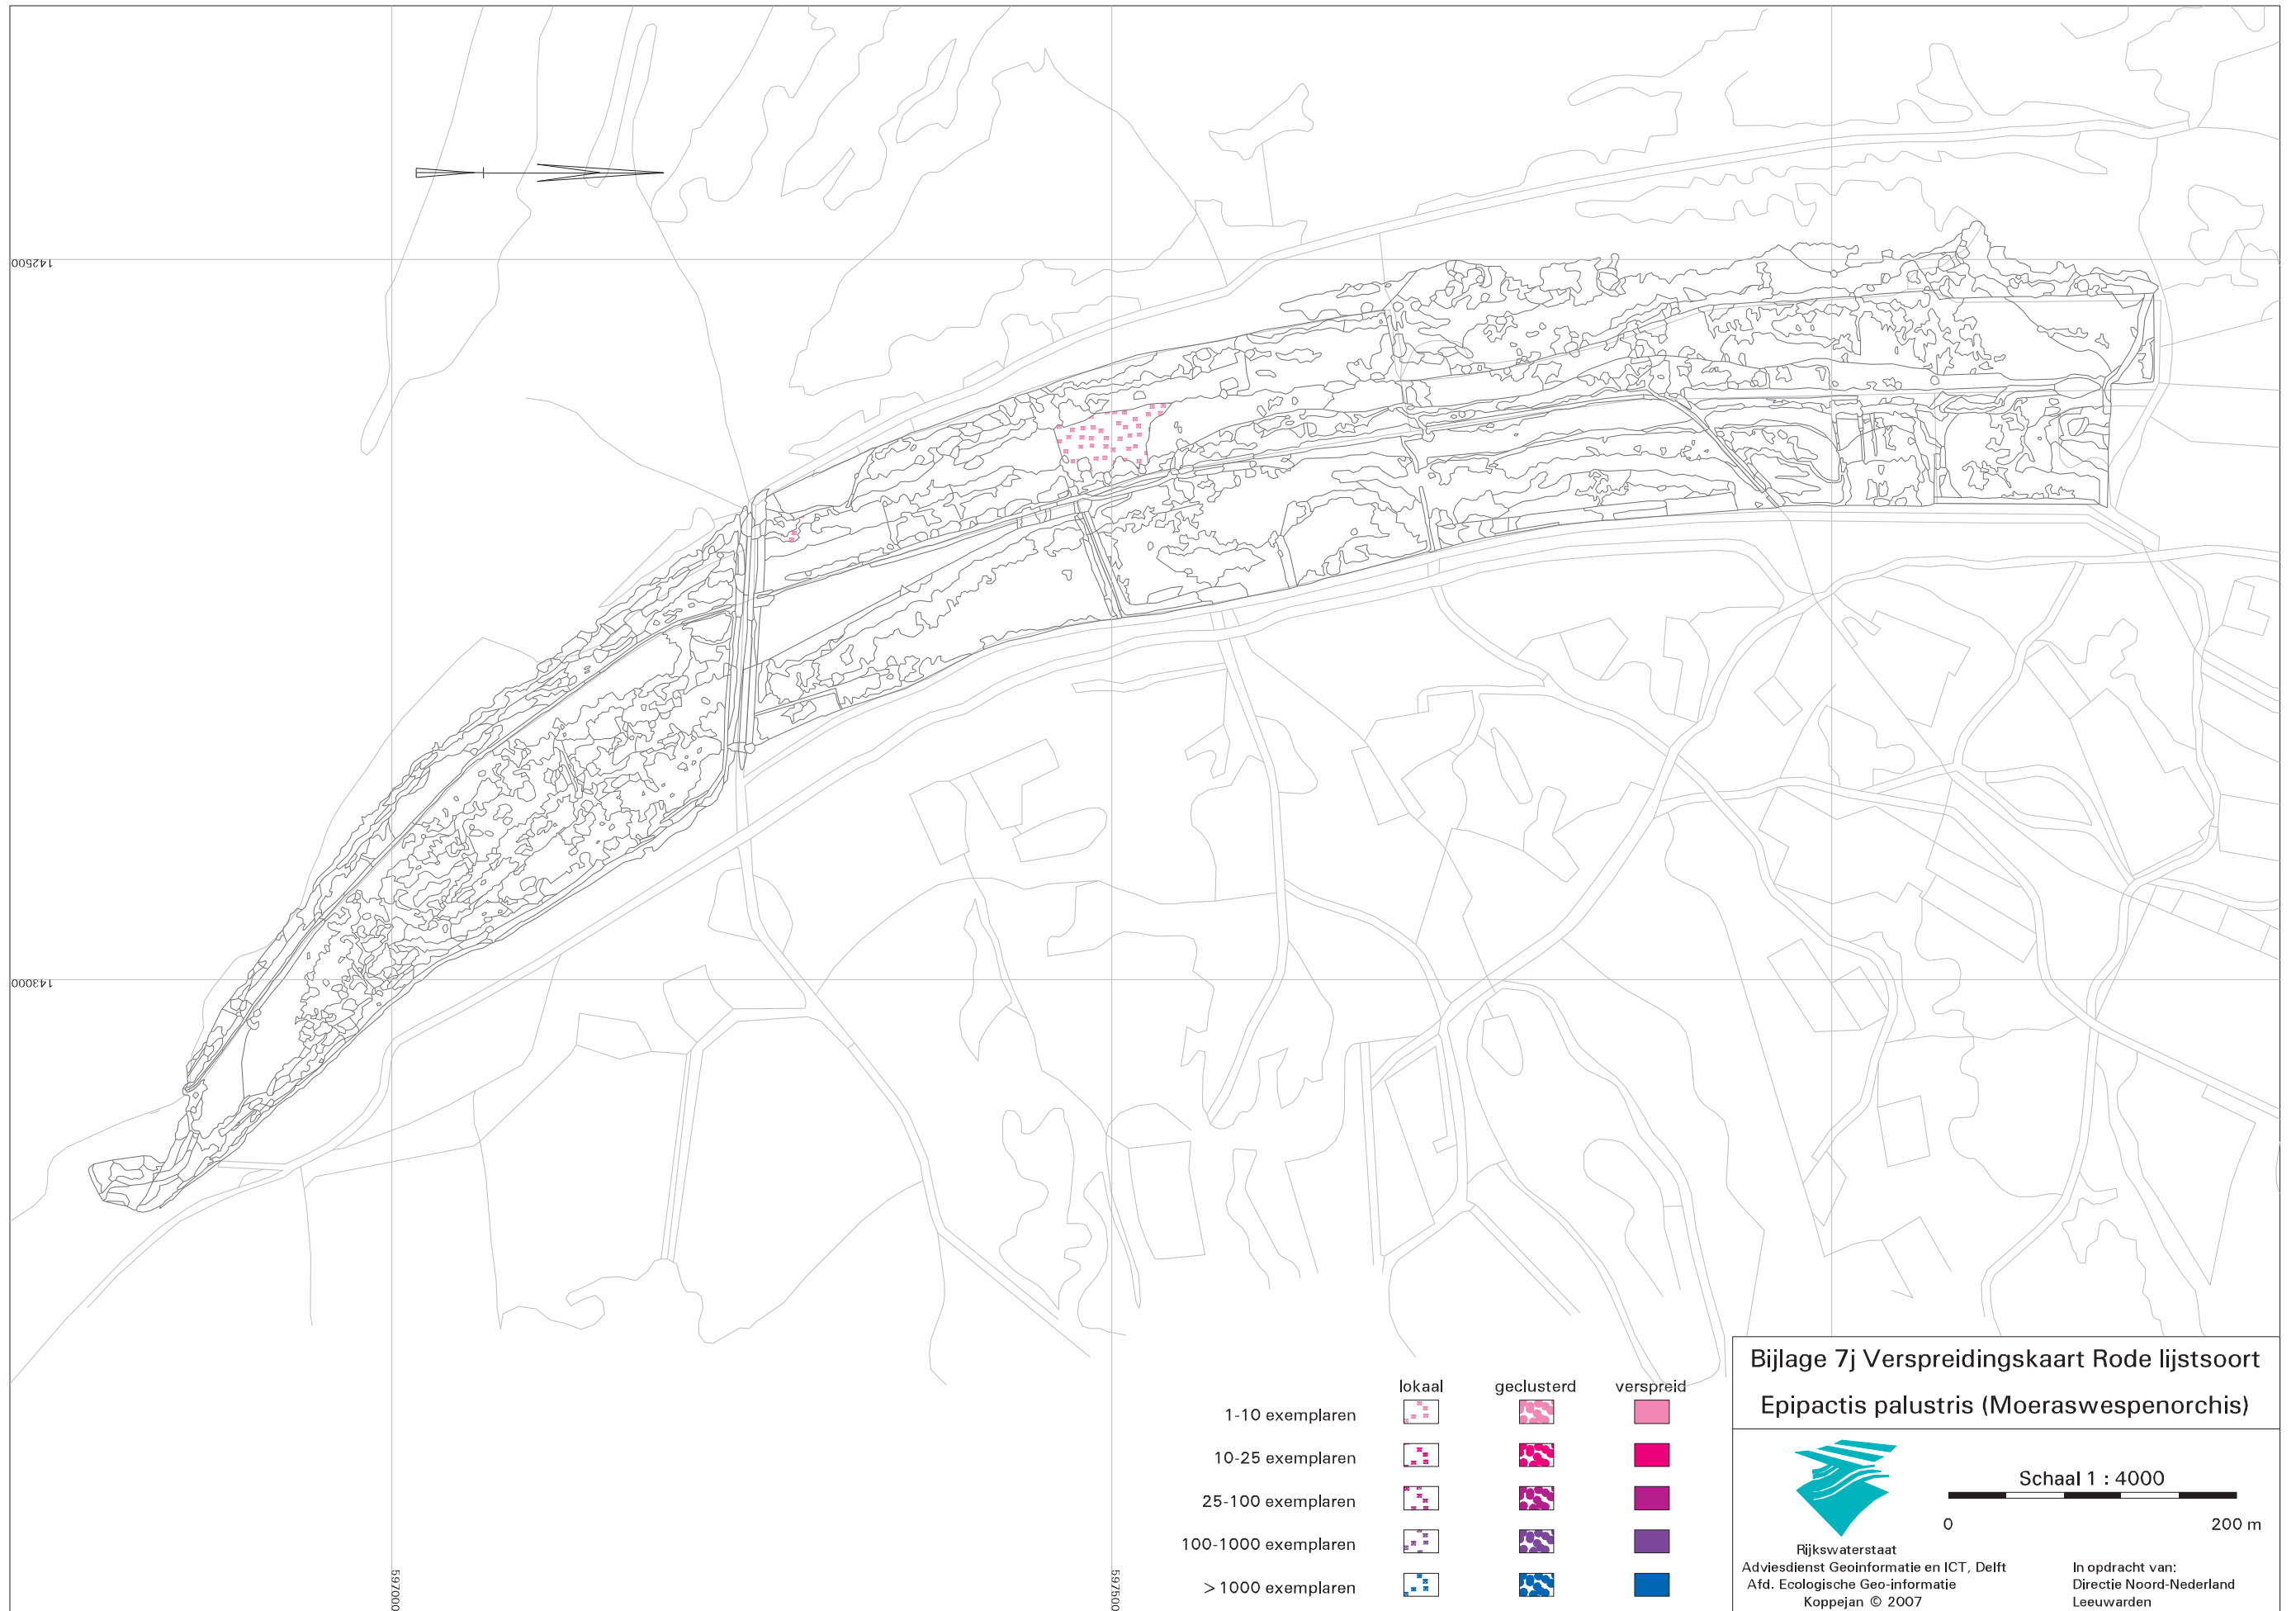 142500
143000
597000
597500
lokaal geclusterd verspreid
1-10 exemplaren
10-25 exemplaren
25-100 exemplaren
100-1000 exemplaren
> 1000 exemplaren
Bijlage 7j Verspreidingskaart Rode lijstsoort
Epipactis palustris (Moeraswespenorchis)
Schaal 1 : 4000
0 200 m
Rijkswaterstaat
Adviesdienst Geoinformatie en ICT, Delft
Afd. Ecologische Geo-informatie
Koppejan © 2007
In opdracht van:
Directie Noord-Nederland
Leeuwarden